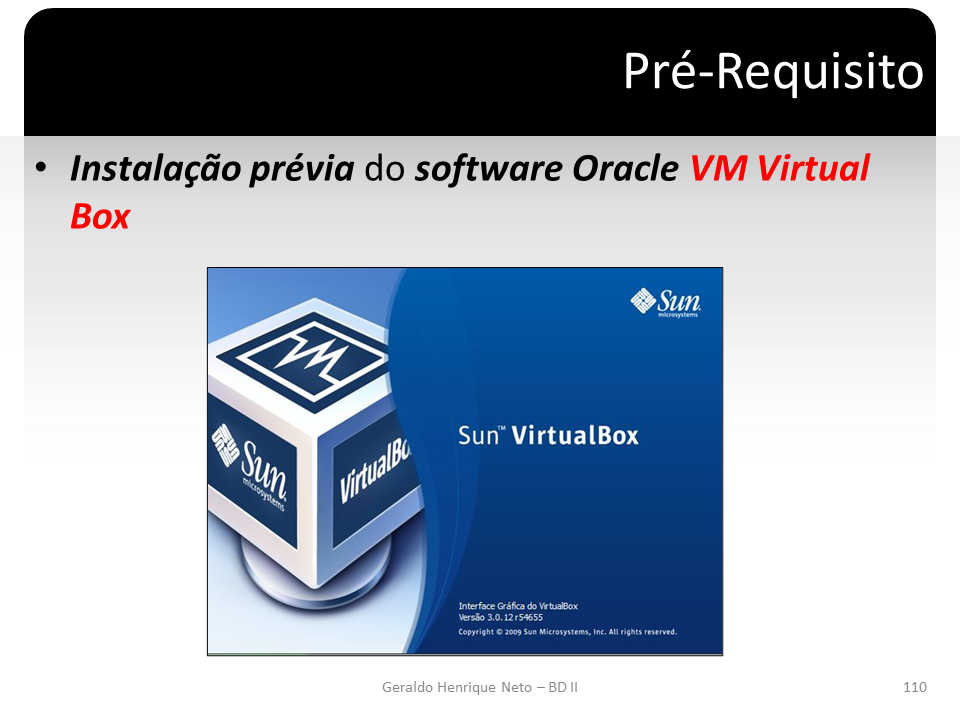 Pré-Requisito
• Instalação prévia do software Oracle VM Virtual
Box
Sun
microsystems
VM
Sun
microsystems
VirtualBo
Sun™ VirtualBox
Interface Gráfica do VirtualBox
Versão 3.0.12 r54655
Copyright © 2009 Sun Microsystems, Inc. All rights reserved.
Geraldo Henrique Neto – BD II
110